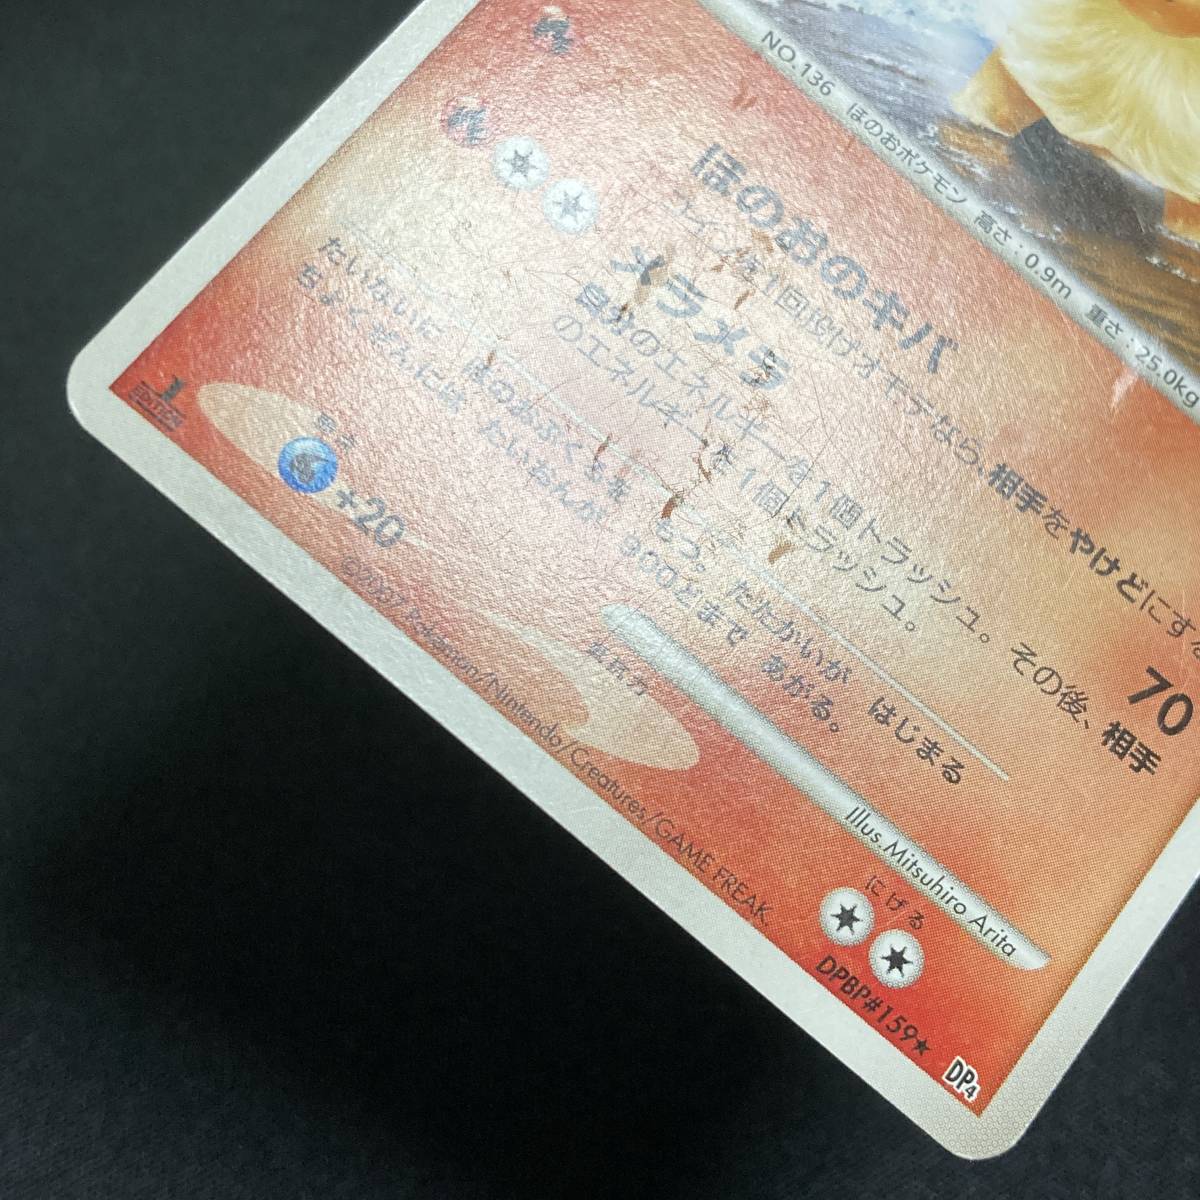 NO.136 ほのおポケモン 高さ:0.9m 重さ:25.0kg
ほのおのキバ
コインを1回投げオモテなら、相手をやけどにする
メラメラ
70
自分のエネルギーを1個トラッシュ。その後、相手
のエネルギーを1個トラッシュ。
たいないに ほのおぶくろを もつ。たたかいが はじまる
ちょくぜんには たいおんが 900どまで あがる。
Illus.Mitsuhiro Arita
1
EDITION
弱点
+20
抵抗力
にげる
©2007 Pokémon/Nintendo/Creatures/GAME FREAK.
DPBP#159★
DP4